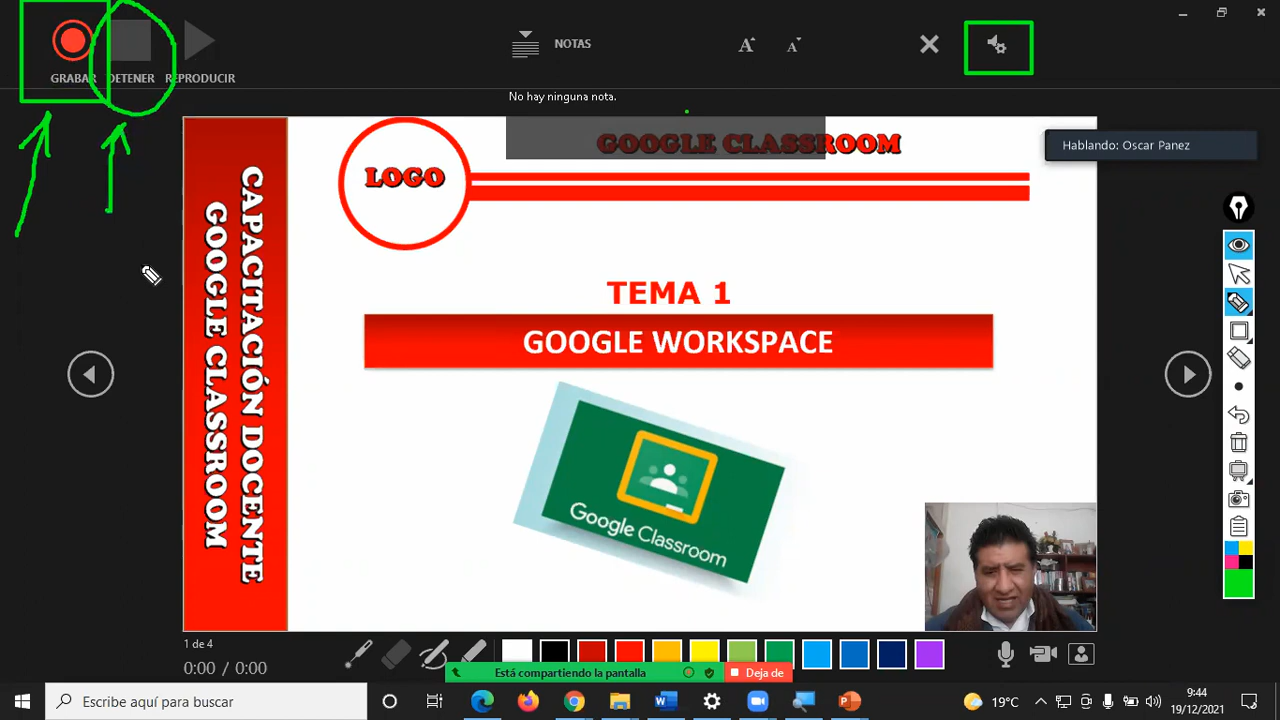 GRABAR
DETENER
REPRODUCIR
NOTAS
A
A
No hay ninguna nota.
GOOGLE CLASSROOM
Hablando: Oscar Panez
LOGO
CAPACITACIÓN DOCENTE
GOOGLE CLASSROOM
TEMA 1
GOOGLE WORKSPACE
Google Classroom
1 de 4
0:00 / 0:00
Está compartiendo la pantalla
Deja de
Escribe aquí para buscar
19°C
9:44
19/12/2021